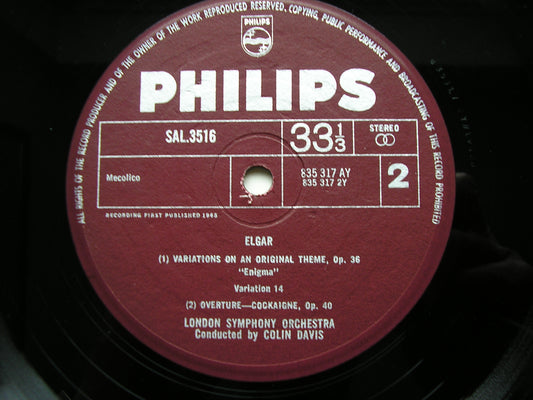 ALL RIGHTS OF THE RECORD PRODUCER AND OF THE OWNER OF THE WORK REPRODUCED RESERVED. COPYING, PUBLIC PERFORMANCE AND BROADCASTING OF THIS RECORD PROHIBITED
PHILIPS
PHILIPS
SAL.3516
33 1/3
STEREO
Mecolico
835 317 AY
835 317 2Y
2
RECORDING FIRST PUBLISHED 1965
ELGAR
(1) VARIATIONS ON AN ORIGINAL THEME, Op. 36
"Enigma"
Variation 14
(2) OVERTURE—COCKAIGNE, Op. 40
LONDON SYMPHONY ORCHESTRA
Conducted by COLIN DAVIS